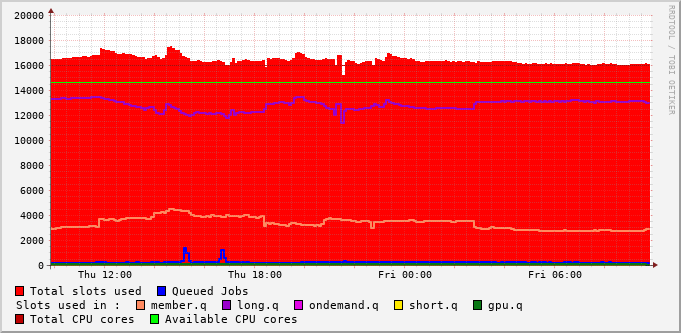 20000
18000
16000
14000
12000
10000
8000
6000
4000
2000
0
Thu 12:00 Thu 18:00 Fri 00:00 Fri 06:00
RRDTOOL / TOBI OETIKER
Total slots used Queued Jobs
Slots used in : member.q long.q ondemand.q short.q gpu.q
Total CPU cores Available CPU cores